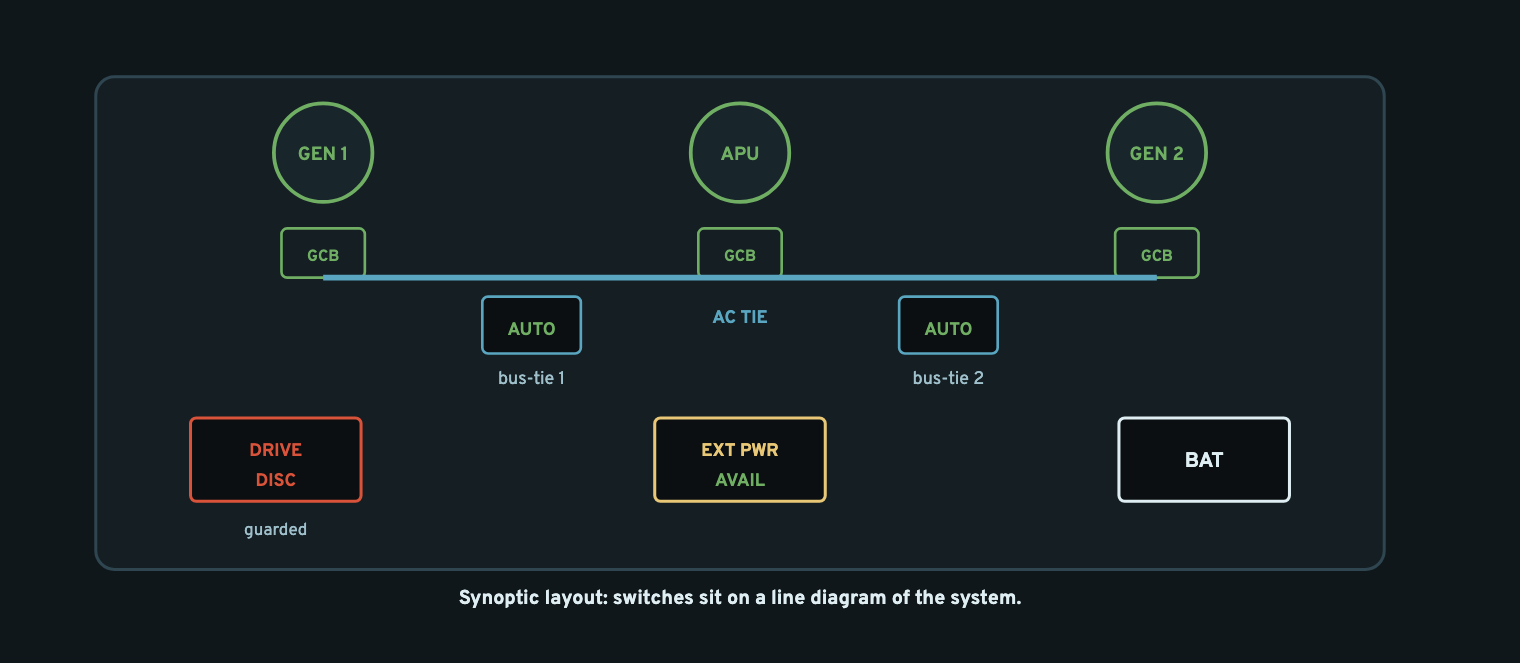 GEN 1
APU
GEN 2
GCB
GCB
GCB
AUTO
AC TIE
AUTO
bus-tie 1
bus-tie 2
DRIVE
DISC
EXT PWR
AVAIL
BAT
guarded
Synoptic layout: switches sit on a line diagram of the system.